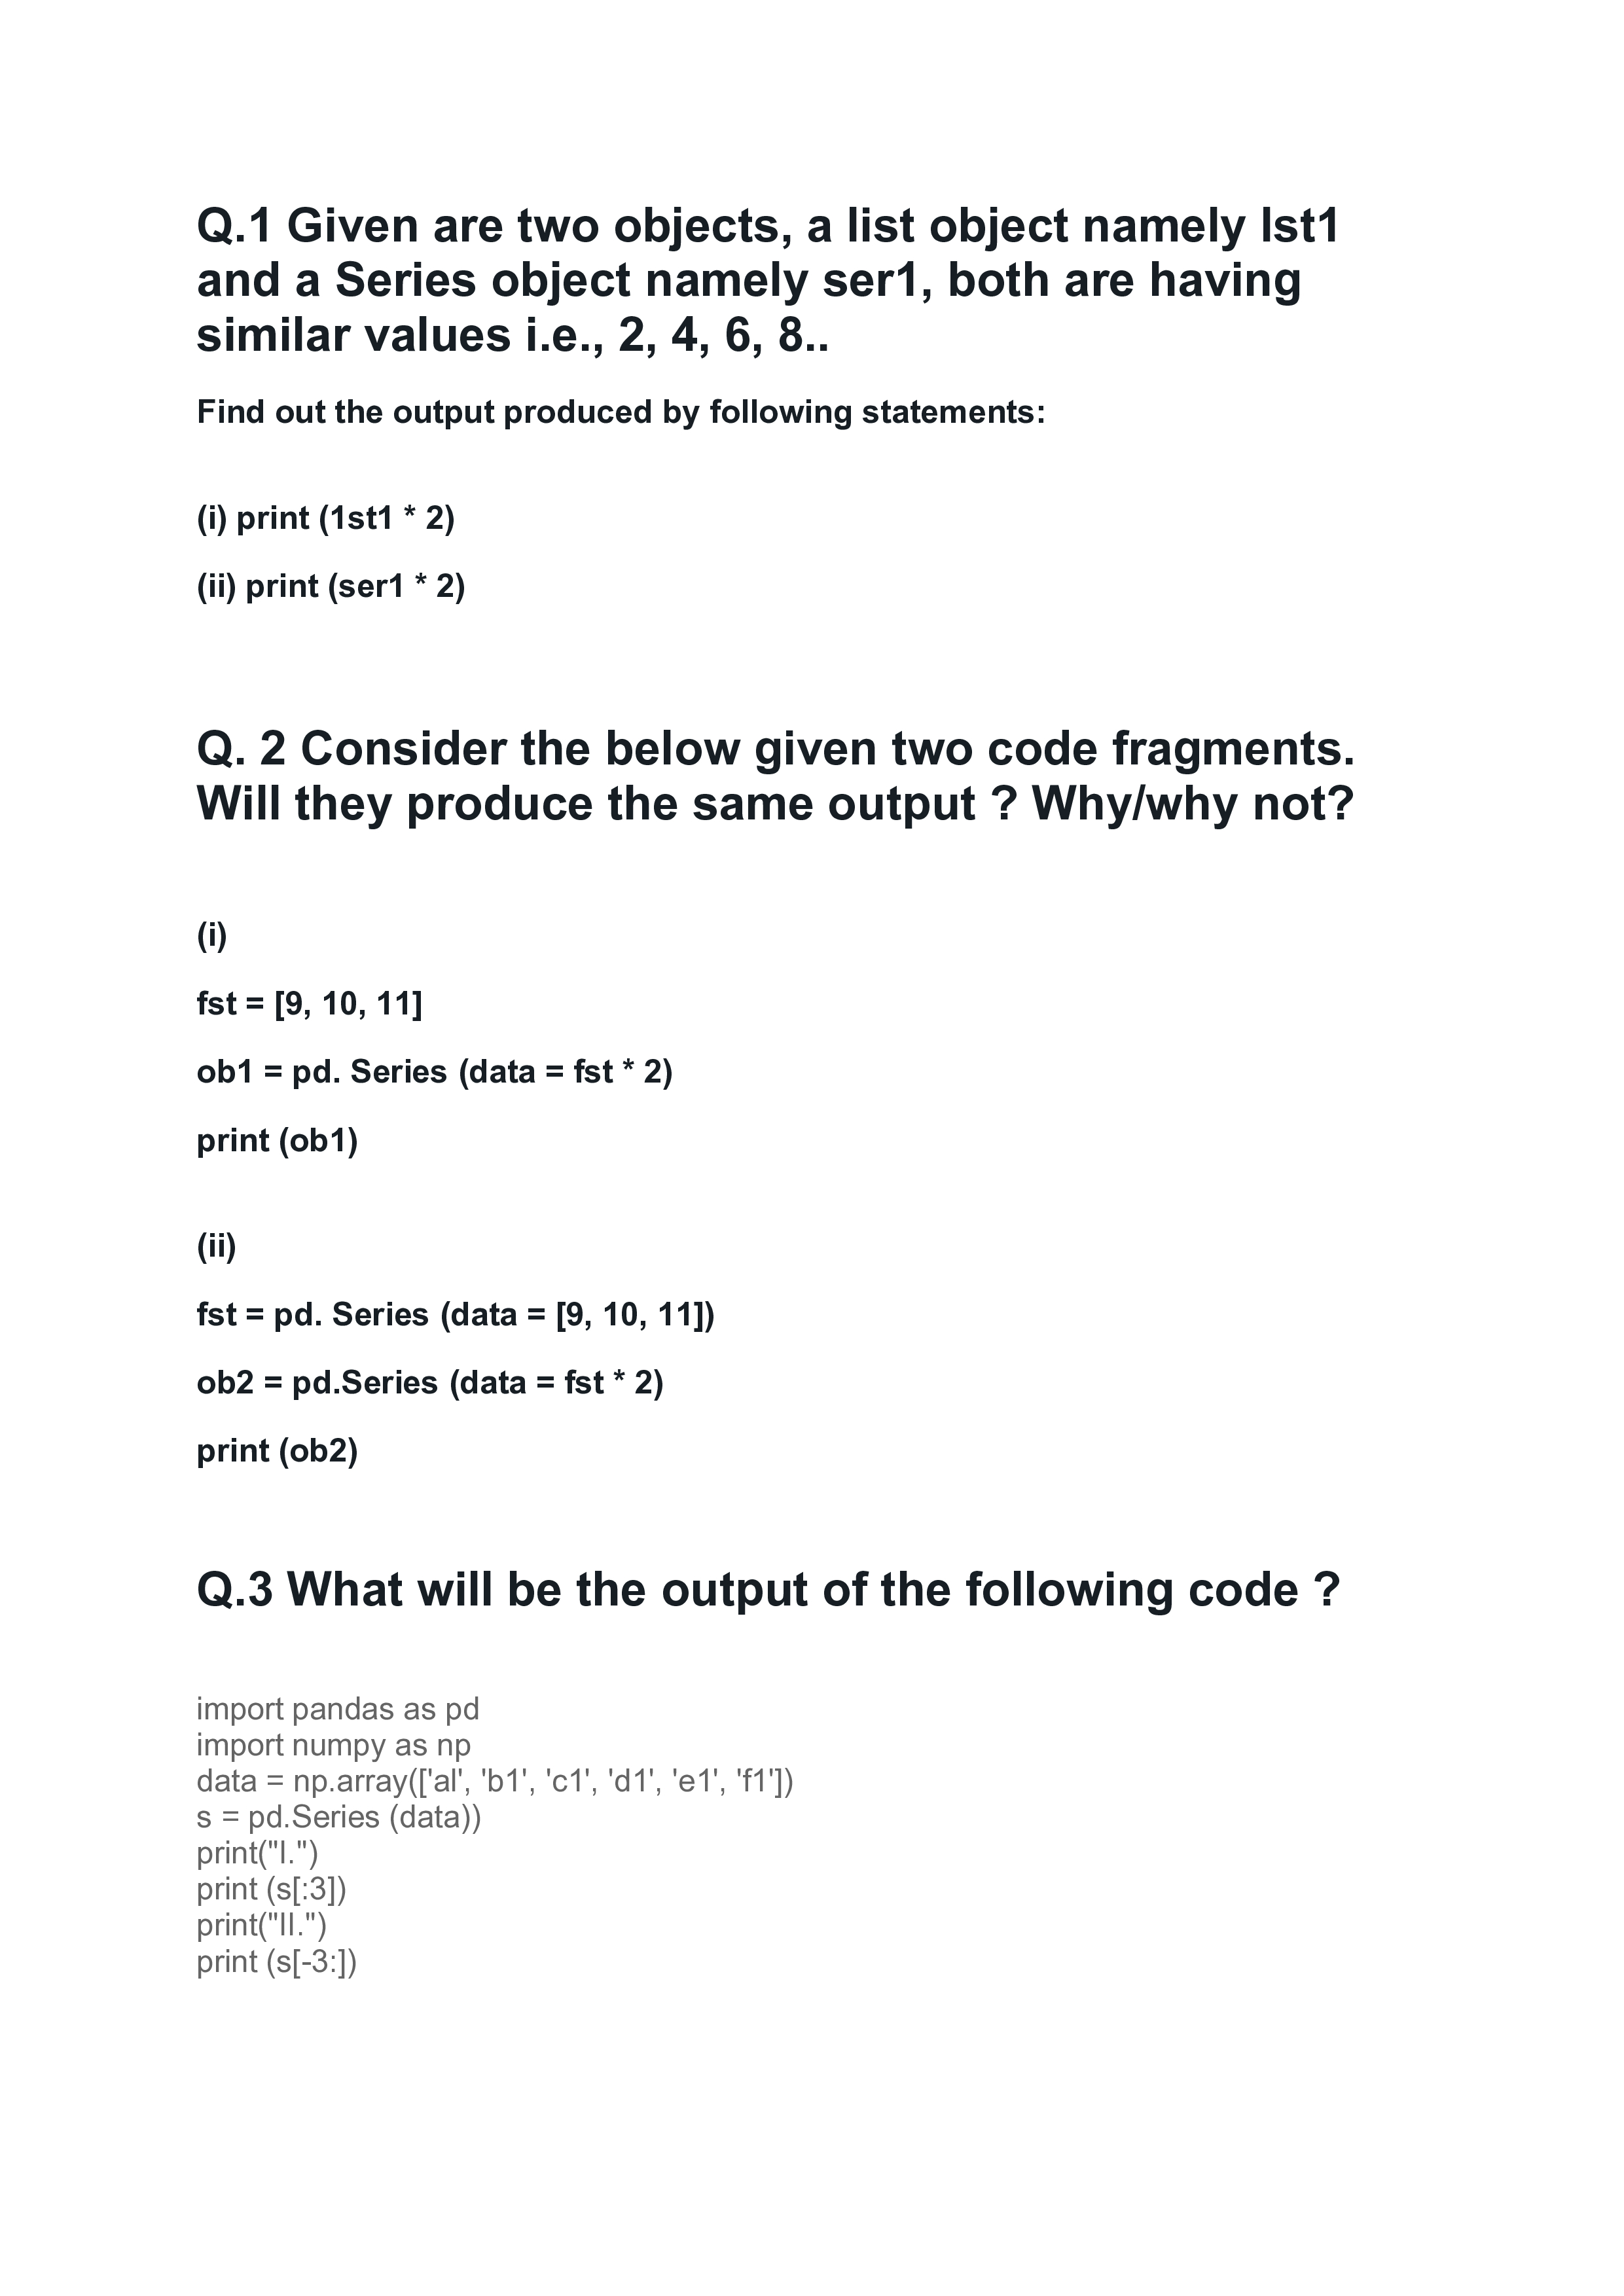 Q.1 Given are two objects, a list object namely lst1
and a Series object namely ser1, both are having
similar values i.e., 2, 4, 6, 8..
Find out the output produced by following statements:
(i) print (1st1 * 2)
(ii) print (ser1 * 2)
Q. 2 Consider the below given two code fragments.
Will they produce the same output ? Why/why not?
(i)
fst = [9, 10, 11]
ob1 = pd. Series (data = fst * 2)
print (ob1)
(ii)
fst = pd. Series (data = [9, 10, 11])
ob2 = pd.Series (data = fst * 2)
print (ob2)
Q.3 What will be the output of the following code ?
import pandas as pd
import numpy as np
data = np.array(['al', 'b1', 'c1', 'd1', 'e1', 'f1'])
s = pd.Series (data))
print("I.")
print (s[:3])
print("II.")
print (s[-3:])